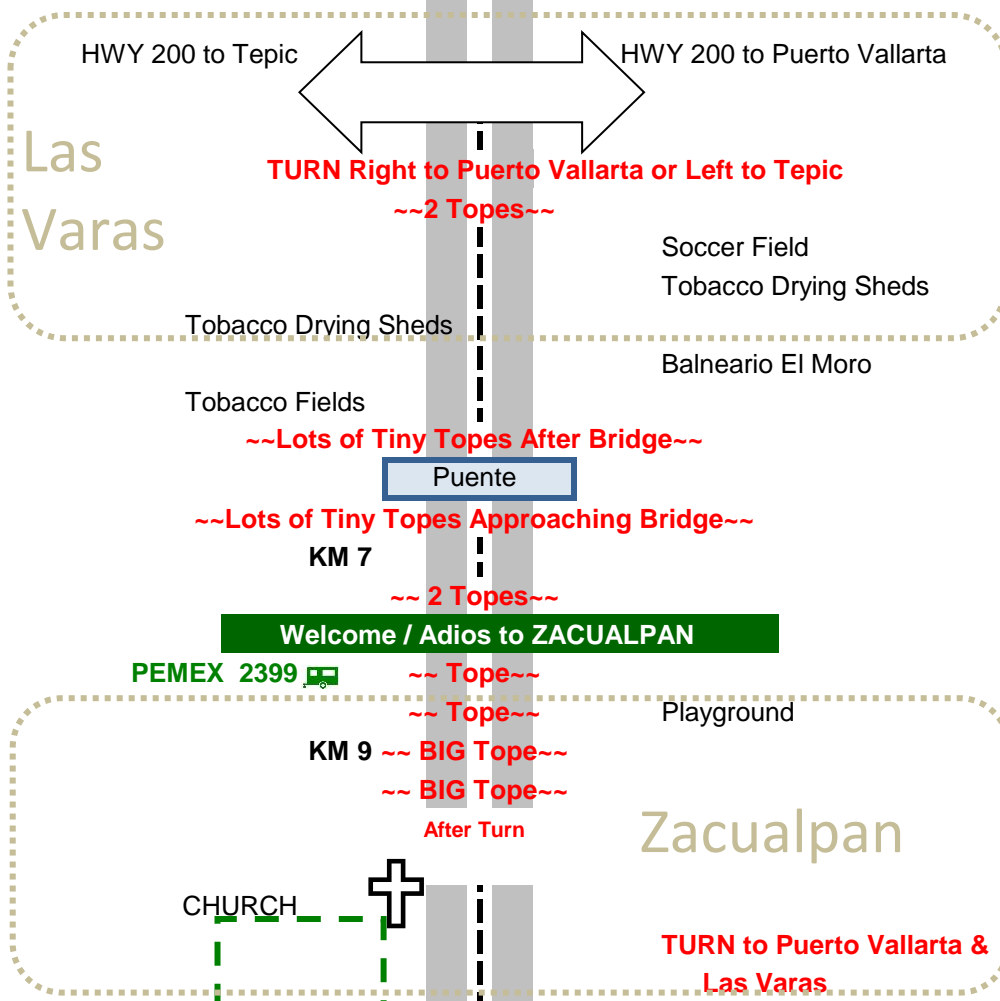 HWY 200 to Tepic
HWY 200 to Puerto Vallarta
Las
Varas
TURN Right to Puerto Vallarta or Left to Tepic
~~2 Topes~~
Soccer Field
Tobacco Drying Sheds
Tobacco Drying Sheds
Balneario El Moro
Tobacco Fields
~~Lots of Tiny Topes After Bridge~~
Puente
~~Lots of Tiny Topes Approaching Bridge~~
KM 7
~~ 2 Topes~~
Welcome / Adios to ZACUALPAN
PEMEX 2399
~~ Tope~~
~~ Tope~~
Playground
KM 9 ~~ BIG Tope~~
~~ BIG Tope~~
After Turn
Zacualpan
CHURCH
TURN to Puerto Vallarta &
Las Varas